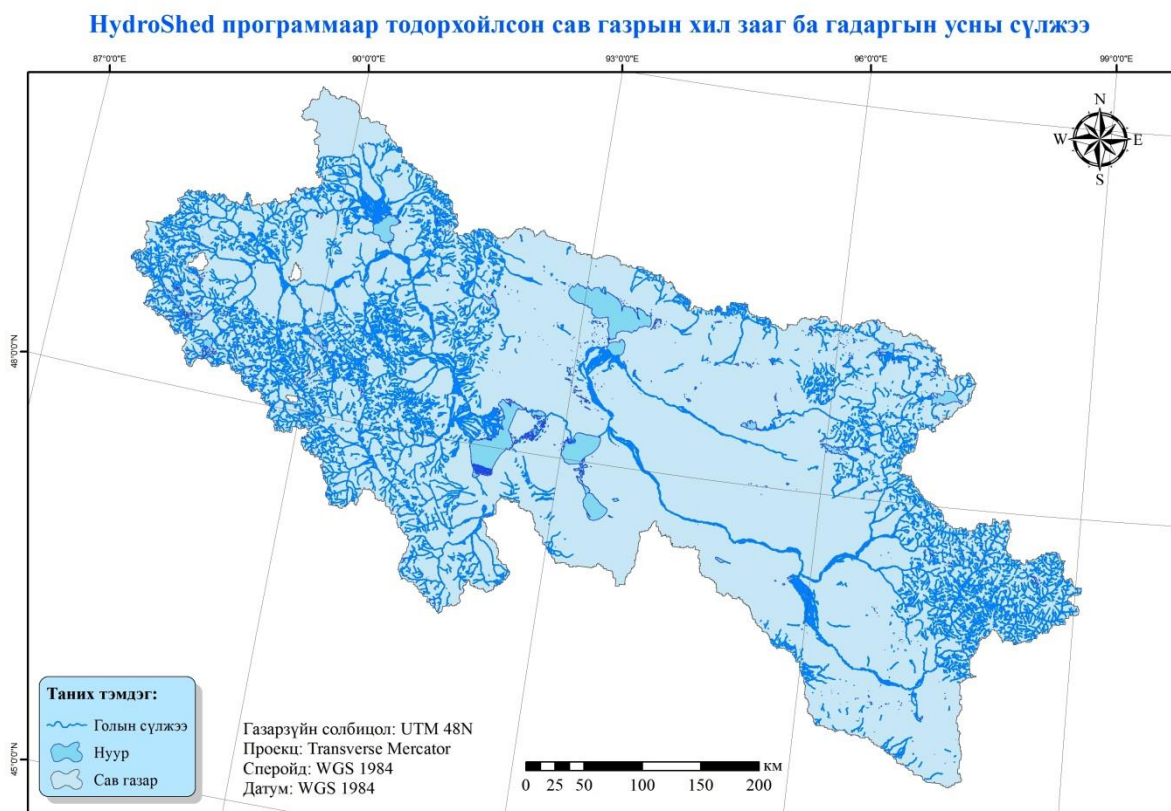 HydroShed программаар тодорхойлсон сав газрын хил зааг ба гадаргын усны сүлжээ
87°0'0"E
90°0'0"E
93°0'0"E
96°0'0"E
99°0'0"E
N
W E
S
48°0'0"N
45°0'0"N
Таних тэмдэг:
Голын сүлжээ
Нуур
Сав газар
Газарзүйн солбицол: UTM 48N
Проекц: Transverse Mercator
Сперойд: WGS 1984
Датум: WGS 1984
км
0 25 50 100 150 200